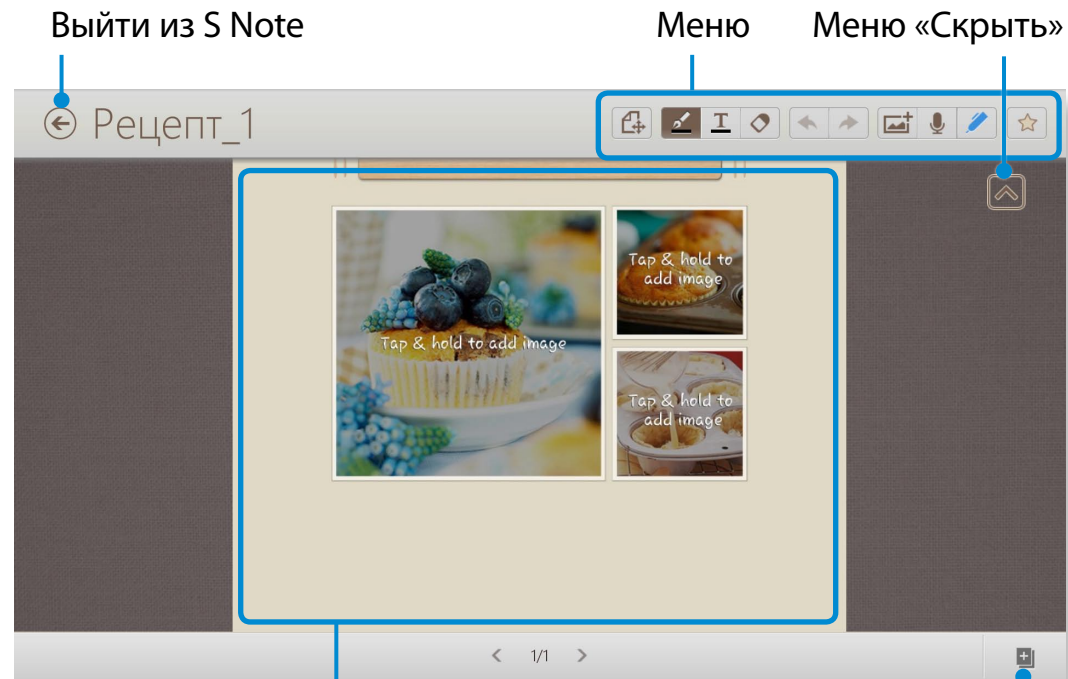 Выйти из S Note
Меню
Меню «Скрыть»
Рецепт_1
T
Tap & hold to add image
Tap & hold to
add image
Tap & hold to
add image
1/1